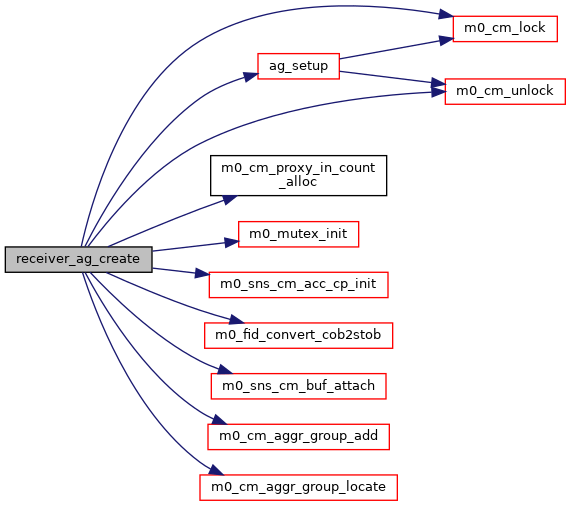 m0_cm_lock
ag_setup
m0_cm_unlock
m0_cm_proxy_in_count
_alloc
m0_mutex_init
receiver_ag_create
m0_sns_cm_acc_cp_init
m0_fid_convert_cob2stob
m0_sns_cm_buf_attach
m0_cm_aggr_group_add
m0_cm_aggr_group_locate